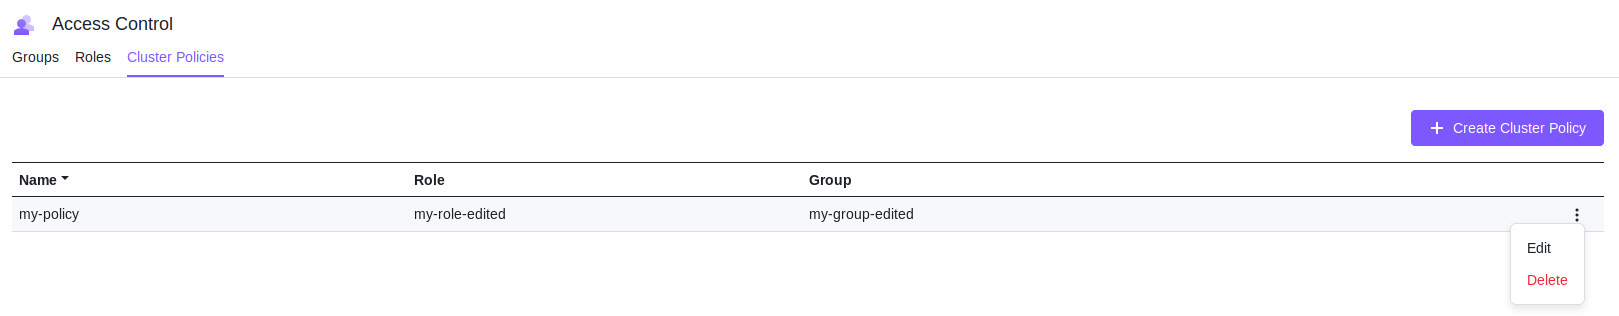 Access Control
Groups Roles Cluster Policies
Create Cluster Policy
Name Role Group
my-policy my-role-edited my-group-edited
Edit
Delete